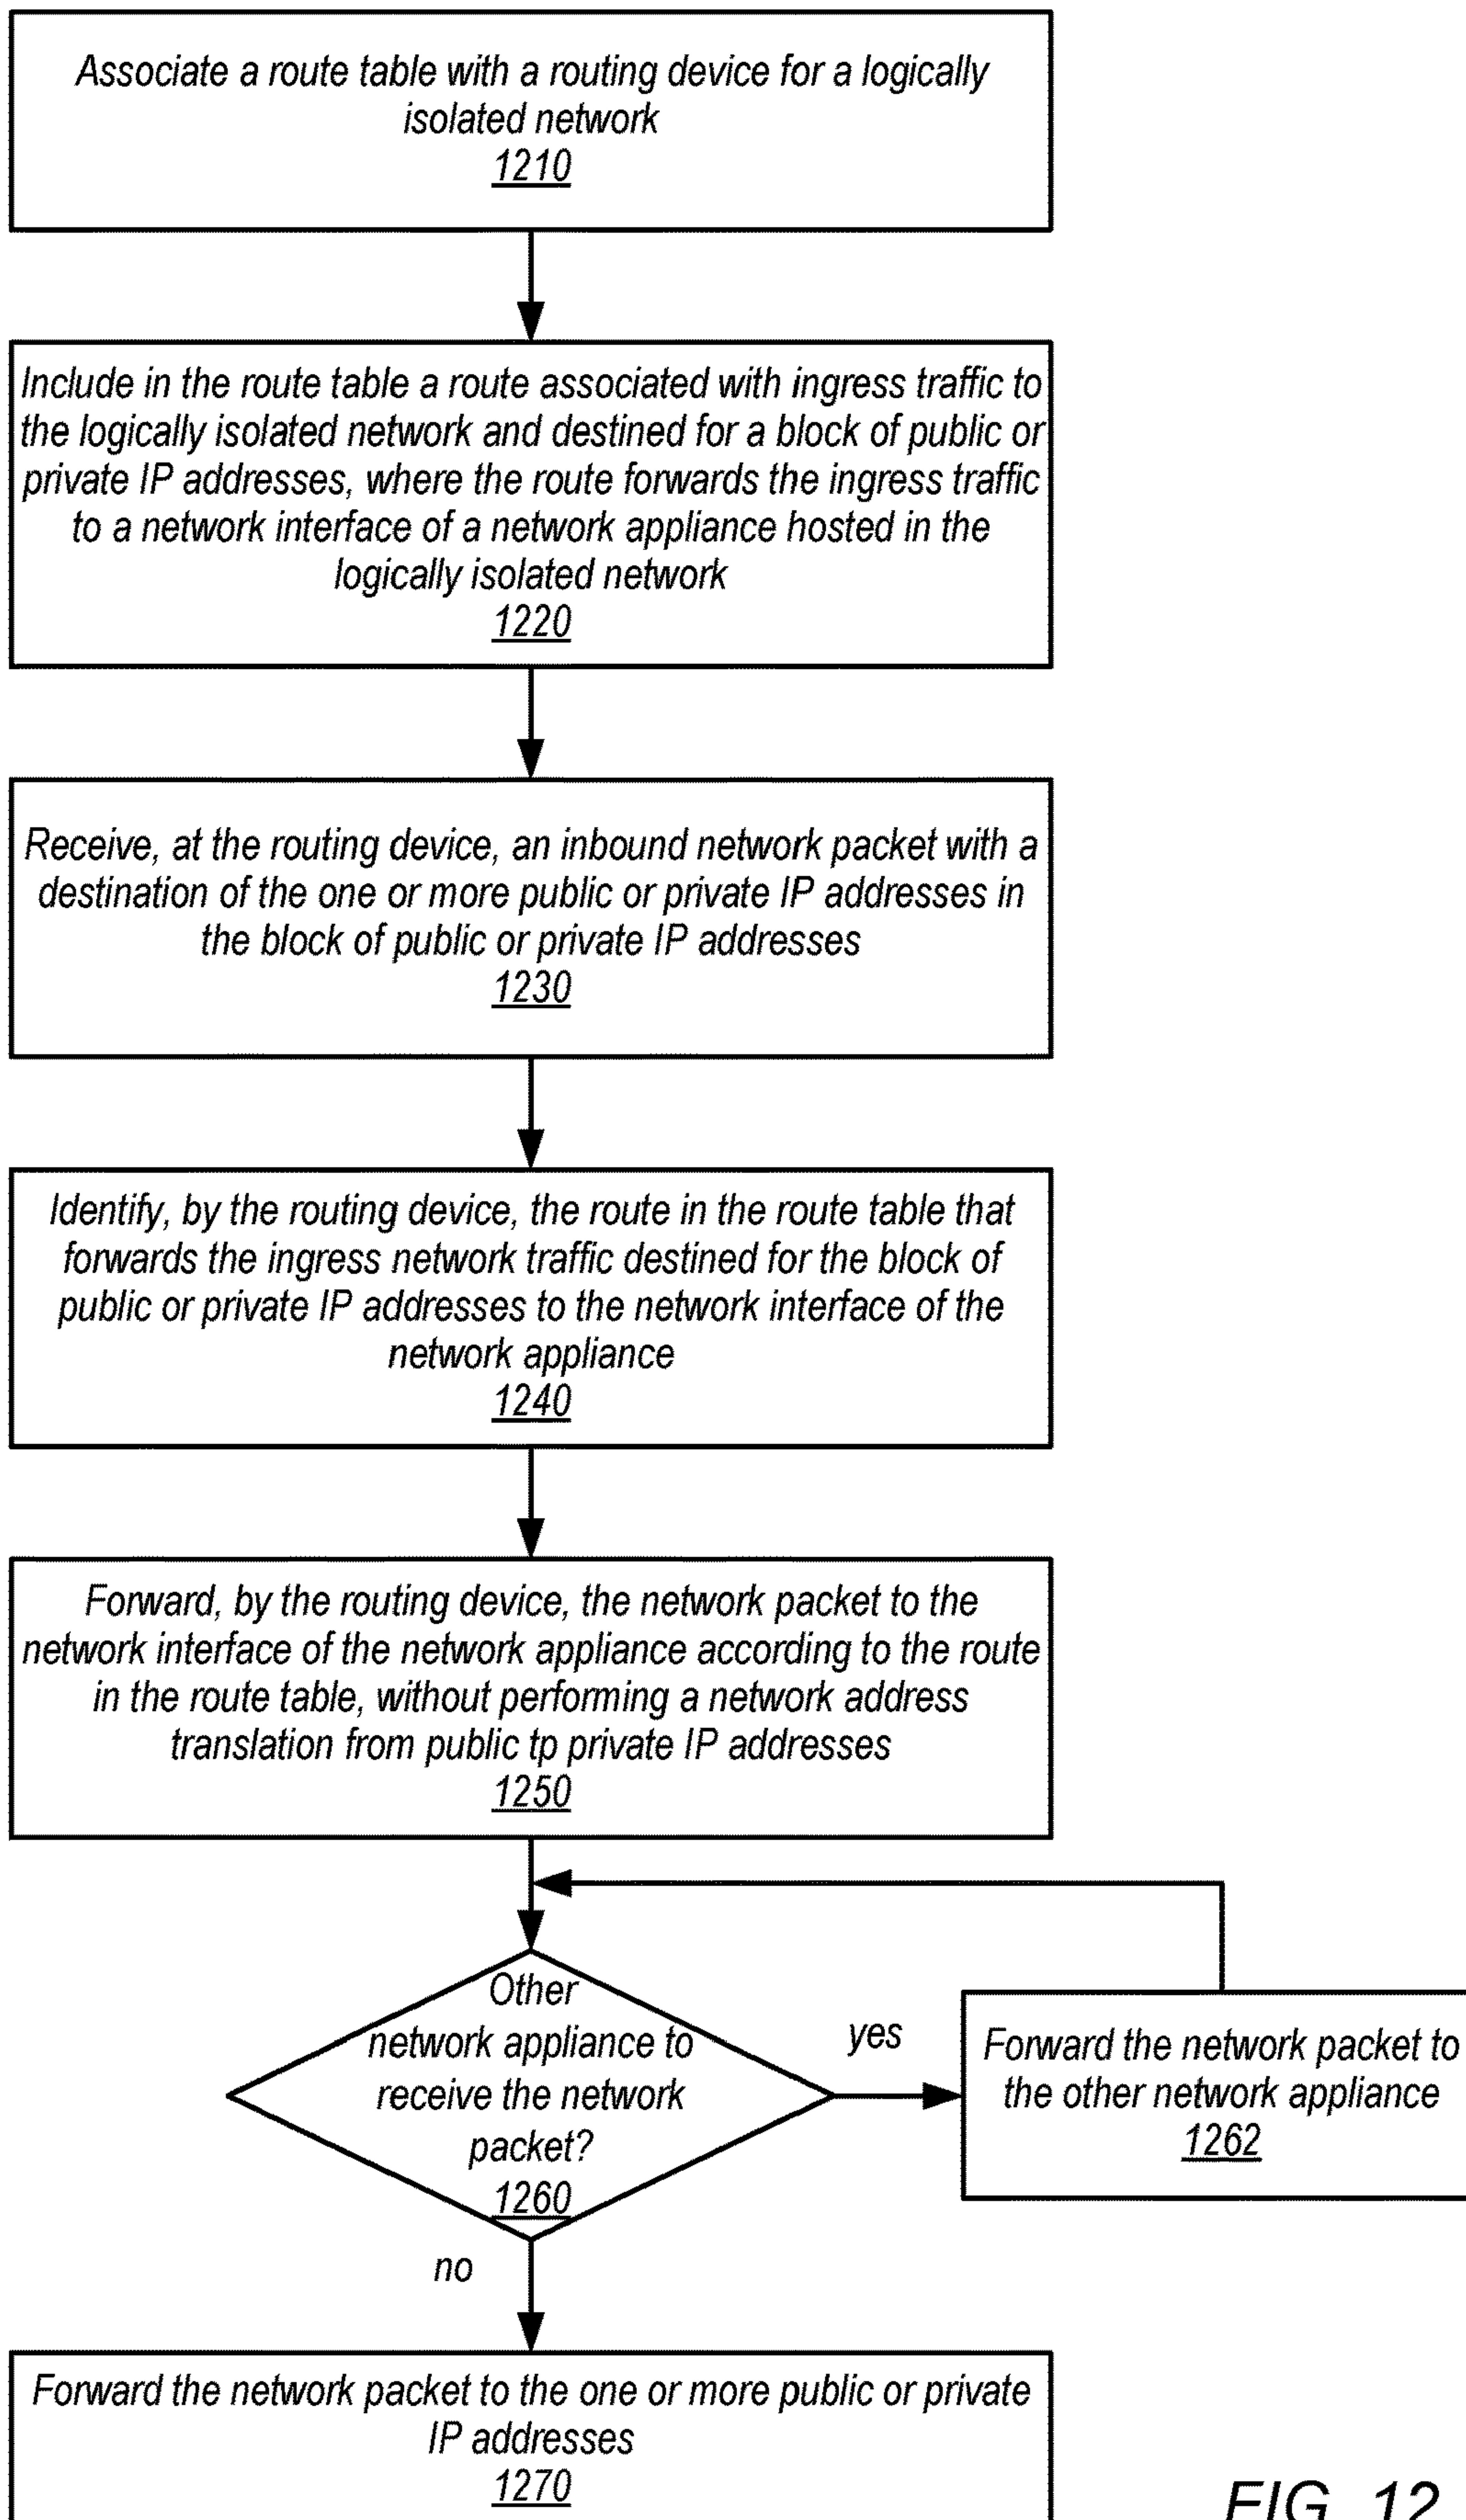 Associate a route table with a routing device for a logically
isolated network
1210
Include in the route table a route associated with ingress traffic to
the logically isolated network and destined for a block of public or
private IP addresses, where the route forwards the ingress traffic
to a network interface of a network appliance hosted in the
logically isolated network
1220
Receive, at the routing device, an inbound network packet with a
destination of the one or more public or private IP addresses in
the block of public or private IP addresses
1230
Identify, by the routing device, the route in the route table that
forwards the ingress network traffic destined for the block of
public or private IP addresses to the network interface of the
network appliance
1240
Forward, by the routing device, the network packet to the
network interface of the network appliance according to the route
in the route table, without performing a network address
translation from public tp private IP addresses
1250
Other
network appliance to
receive the network
packet?
1260
yes
Forward the network packet to
the other network appliance
1262
no
Forward the network packet to the one or more public or private
IP addresses
1270
FIG. 12